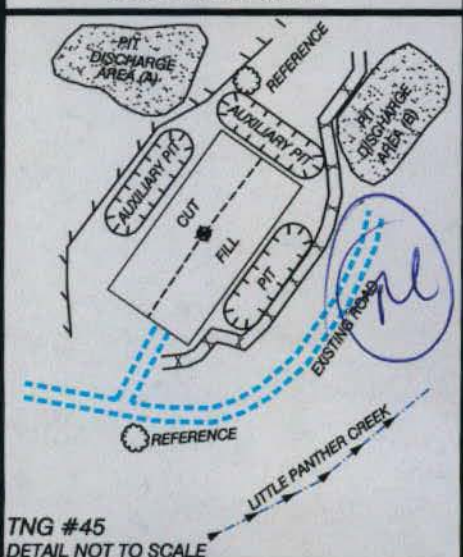 PIT
DISCHARGE
AREA (A)
REFERENCE
AUXILIARY PIT
PIT
DISCHARGE
AREA (B)
AUXILIARY PIT
CUT
FILL
PIT
EXISTING ROAD
REFERENCE
LITTLE PANTHER CREEK
TNG #45
DETAIL NOT TO SCALE